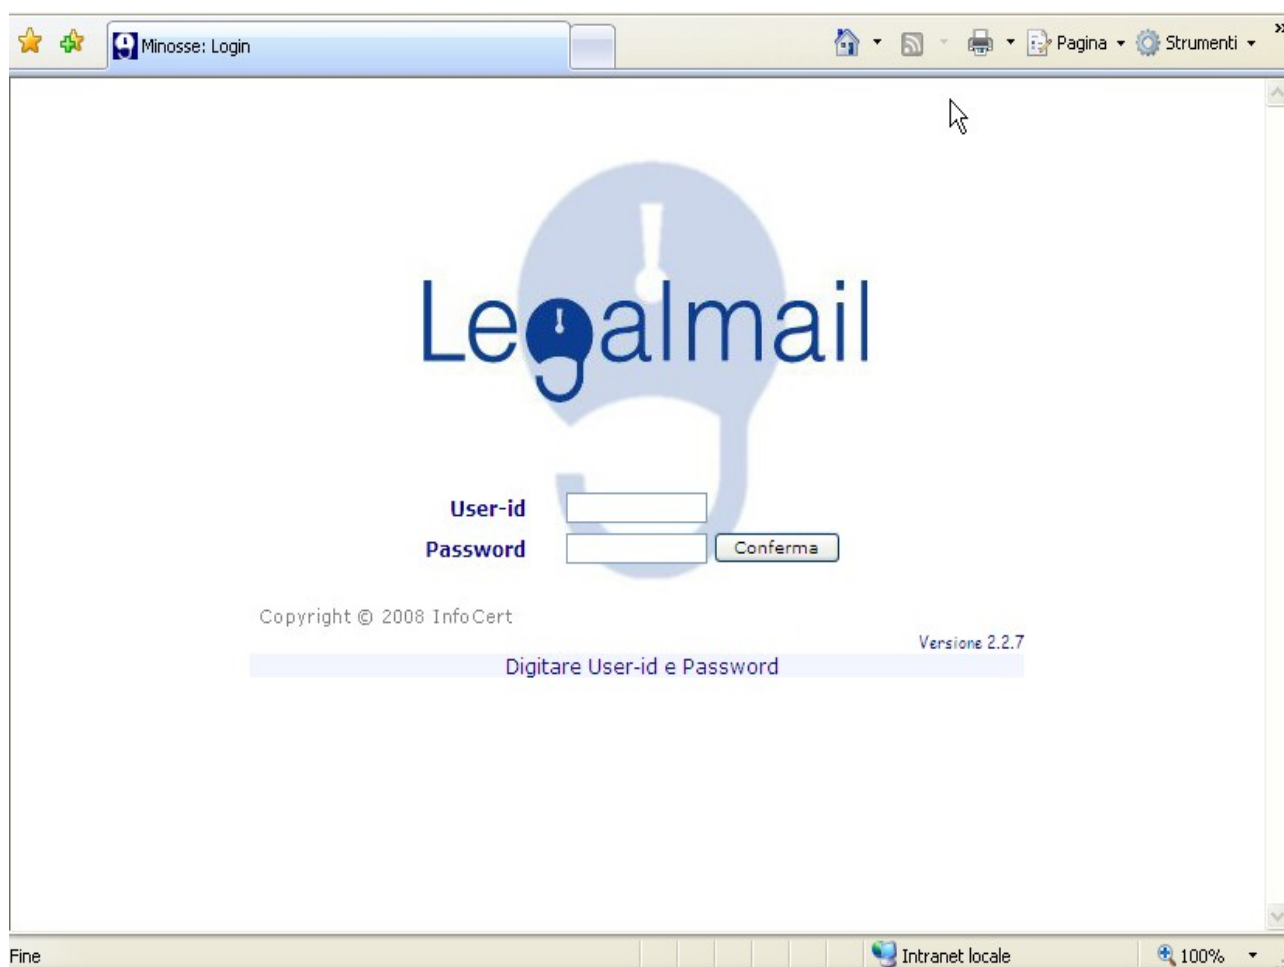 Minosse: Login
Pagina
Strumenti
»
Legalmail
User-id
Password
Conferma
Copyright © 2008 InfoCert
Versione 2.2.7
Digitare User-id e Password
Fine
Intranet locale
100%